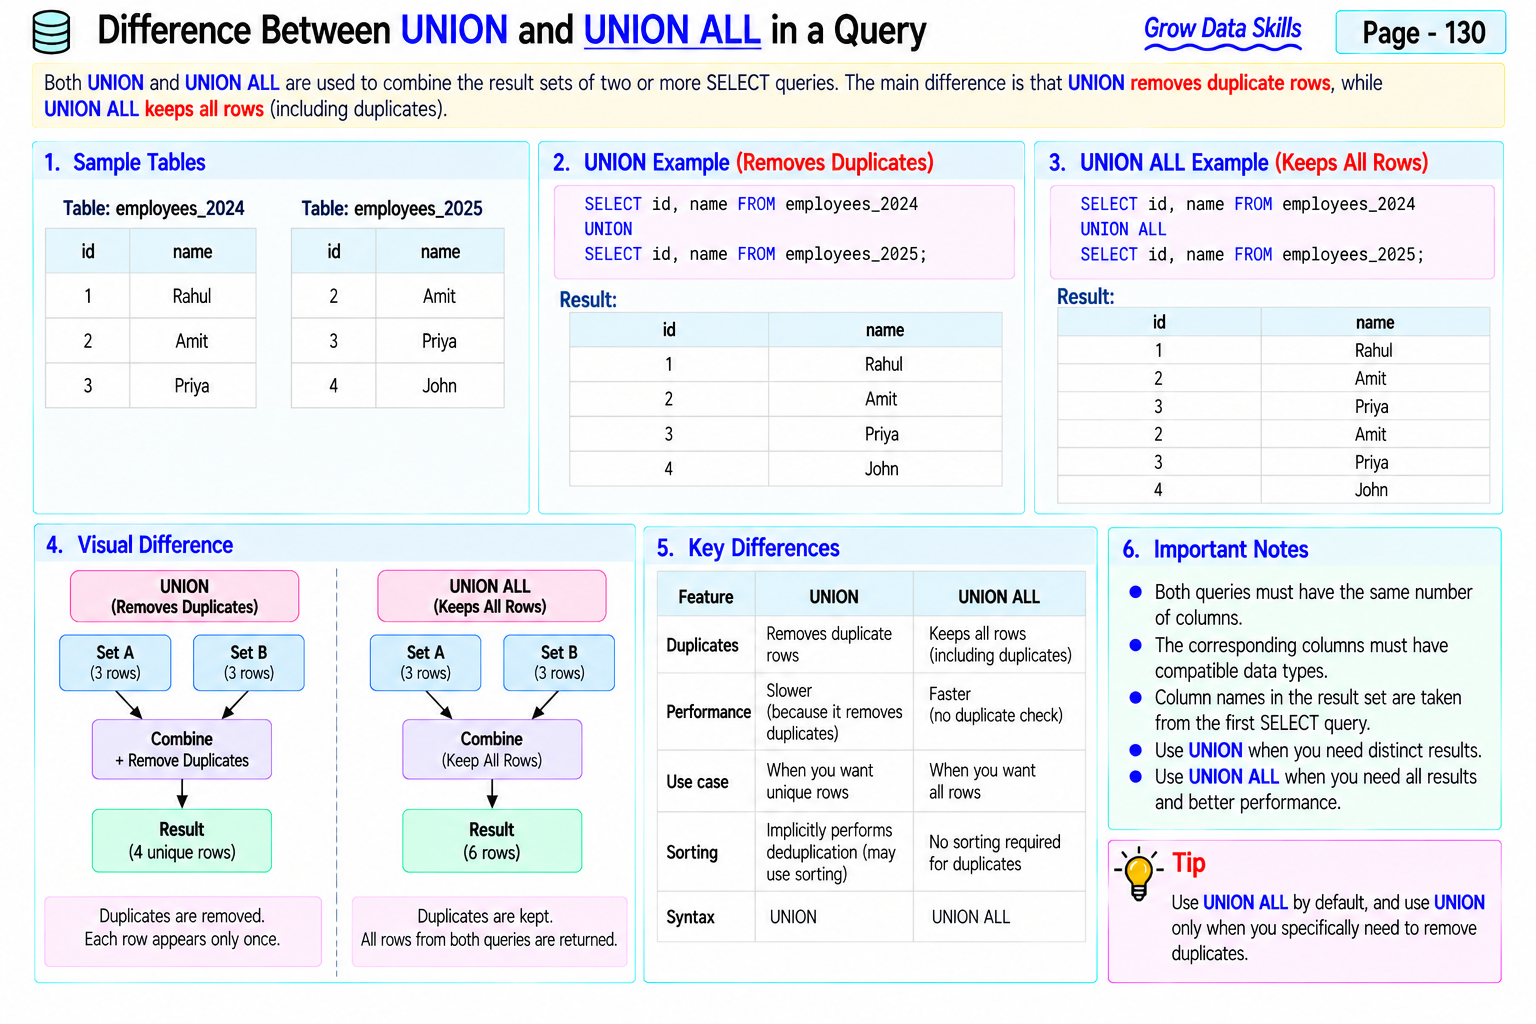 Difference Between UNION and UNION ALL in a Query
Grow Data Skills
Page - 130
Both UNION and UNION ALL are used to combine the result sets of two or more SELECT queries. The main difference is that UNION removes duplicate rows, while
UNION ALL keeps all rows (including duplicates).
1. Sample Tables
Table: employees_2024
id name
1 Rahul
2 Amit
3 Priya
Table: employees_2025
id name
2 Amit
3 Priya
4 John
2. UNION Example (Removes Duplicates)
SELECT id, name FROM employees_2024
UNION
SELECT id, name FROM employees_2025;
Result:
id name
1 Rahul
2 Amit
3 Priya
4 John
3. UNION ALL Example (Keeps All Rows)
SELECT id, name FROM employees_2024
UNION ALL
SELECT id, name FROM employees_2025;
Result:
id name
1 Rahul
2 Amit
3 Priya
2 Amit
3 Priya
4 John
4. Visual Difference
UNION
(Removes Duplicates)
Set A
(3 rows)
Set B
(3 rows)
Combine
+ Remove Duplicates
Result
(4 unique rows)
Duplicates are removed.
Each row appears only once.
UNION ALL
(Keeps All Rows)
Set A
(3 rows)
Set B
(3 rows)
Combine
(Keep All Rows)
Result
(6 rows)
Duplicates are kept.
All rows from both queries are returned.
5. Key Differences
Feature UNION UNION ALL
Duplicates
Removes duplicate
rows
Keeps all rows
(including duplicates)
Performance
Slower
(because it removes
duplicates)
Faster
(no duplicate check)
Use case
When you want
unique rows
When you want
all rows
Sorting
Implicitly performs
deduplication (may
use sorting)
No sorting required
for duplicates
Syntax UNION UNION ALL
6. Important Notes
● Both queries must have the same number
of columns.
● The corresponding columns must have
compatible data types.
● Column names in the result set are taken
from the first SELECT query.
● Use UNION when you need distinct results.
● Use UNION ALL when you need all results
and better performance.
Tip
Use UNION ALL by default, and use UNION
only when you specifically need to remove
duplicates.